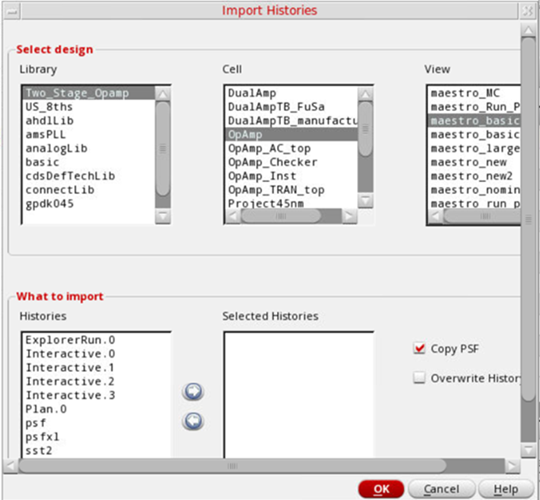 Import Histories
Select design
Library
Cell
View
Two_Stage_Opamp
US_8ths
ahdlLib
amsPLL
analogLib
basic
cdsDefTechLib
connectLib
gpdk045
DualAmp
DualAmpTB_FuSa
DualAmpTB_manufactu
OpAmp
OpAmp_AC_top
OpAmp_Checker
OpAmp_Inst
OpAmp_TRAN_top
Project45nm
maestro_MC
maestro_Run_P
maestro_basic
maestro_basic
maestro_large
maestro_new
maestro_new2
maestro_nomin
maestro_run_p
What to import
Histories
Selected Histories
ExplorerRun.0
Interactive.0
Interactive.1
Interactive.2
Interactive.3
Plan.0
psf
psfxl
sst2
Copy PSF
Overwrite History
OK
Cancel
Help